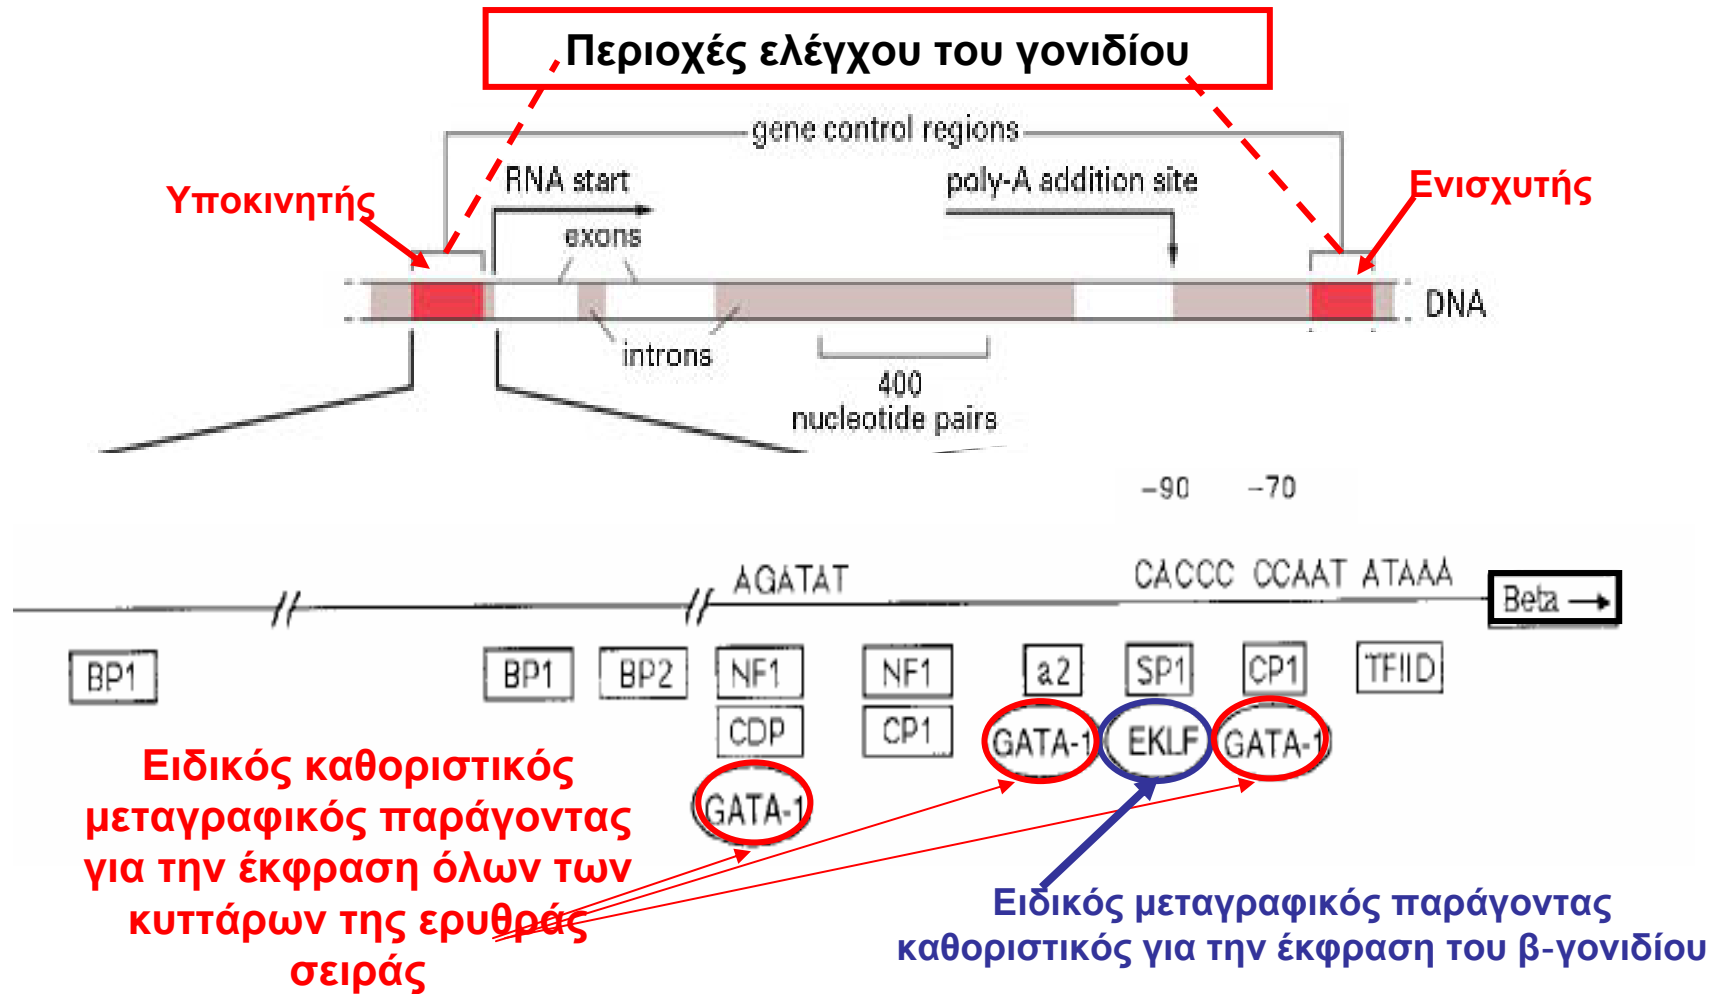 Περιοχές ελέγχου του γονιδίου
gene control regions
RNA start
poly-A addition site
Υποκινητής
Ενισχυτής
exons
DNA
introns
400
nucleotide pairs
-90 -70
AGATAT CACCC CCAAT ATAAA
Beta →
BP1 BP1 BP2 NF1 NF1 a2 SP1 CP1 TFIID
CDP CP1 GATA-1 EKLF GATA-1
GATA-1
Ειδικός καθοριστικός
μεταγραφικός παράγοντας
για την έκφραση όλων των
κυττάρων της ερυθράς
σειράς
Ειδικός μεταγραφικός παράγοντας
καθοριστικός για την έκφραση του β-γονιδίου